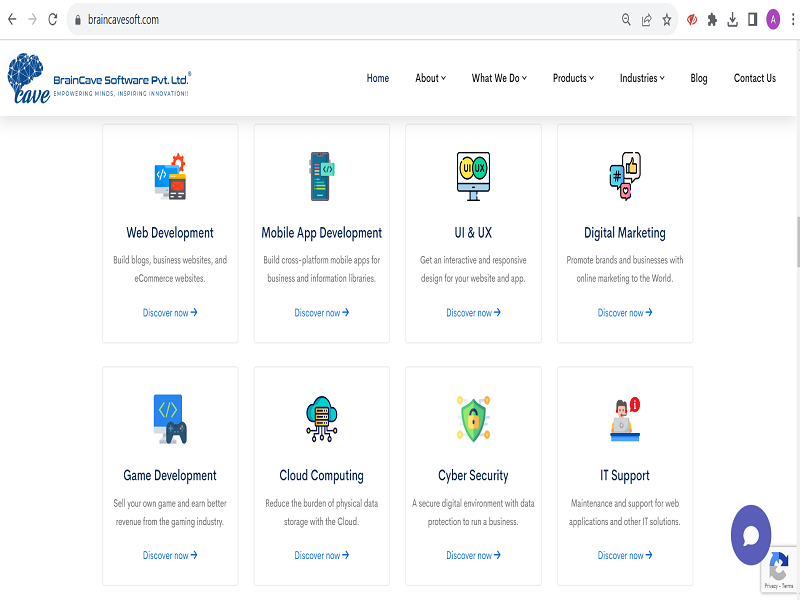 braincavesoft.com
A
BrainCave Software Pvt. Ltd.®
cave
EMPOWERING MINDS, INSPIRING INNOVATION!!
Home About What We Do Products Industries Blog Contact Us
</>
</>
UI UX
#
Web Development
Mobile App Development
UI & UX
Digital Marketing
Build blogs, business websites, and
eCommerce websites.
Build cross-platform mobile apps for
business and information libraries.
Get an interactive and responsive
design for your website and app.
Promote brands and businesses with
online marketing to the World.
Discover now →
Discover now →
Discover now →
Discover now →
</>
i
Game Development
Cloud Computing
Cyber Security
IT Support
Sell your own game and earn better
revenue from the gaming industry.
Reduce the burden of physical data
storage with the Cloud.
A secure digital environment with data
protection to run a business.
Maintenance and support for web
applications and other IT solutions.
Discover now →
Discover now →
Discover now →
Discover now →
Privacy - Terms